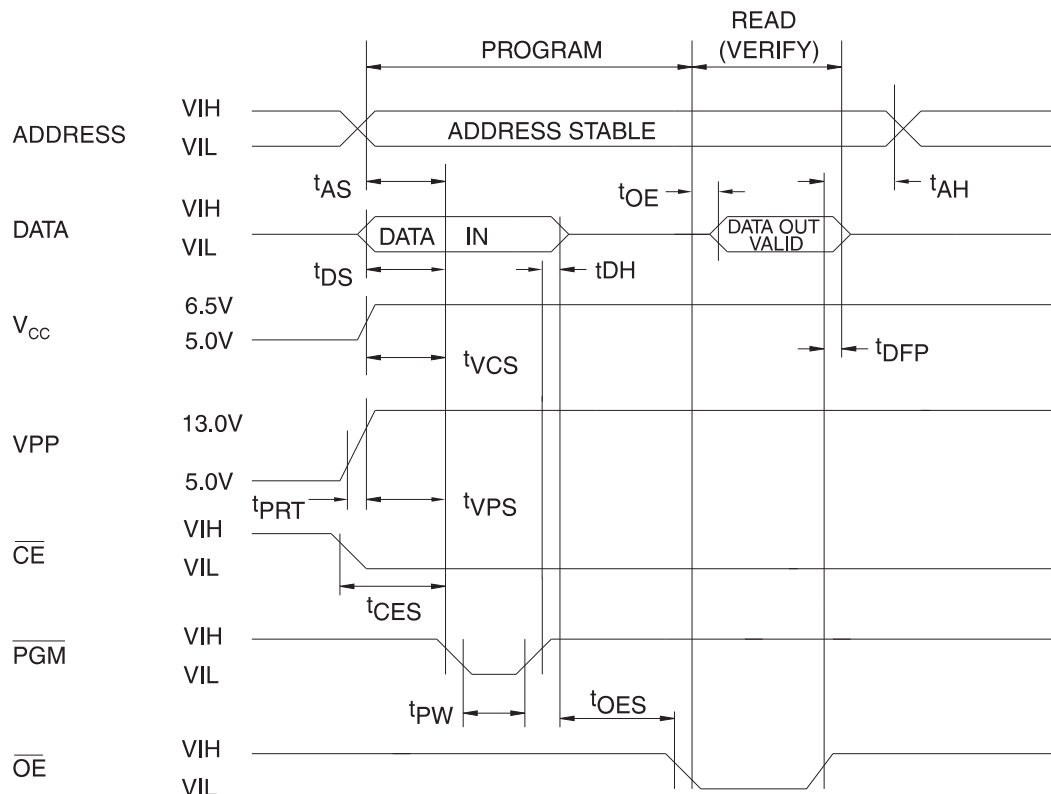 READ
PROGRAM (VERIFY)
VIH
ADDRESS ADDRESS STABLE
VIL
tAS tOE tAH
VIH
DATA DATA IN DATA OUT VALID
VIL
tDS tDH
6.5V
VCC
5.0V
tVCS tDFP
13.0V
VPP
5.0V
tPRT tVPS
VIH
CE
VIL
tCES
VIH
PGM
VIL
tPW tOES
VIH
OE
VIL